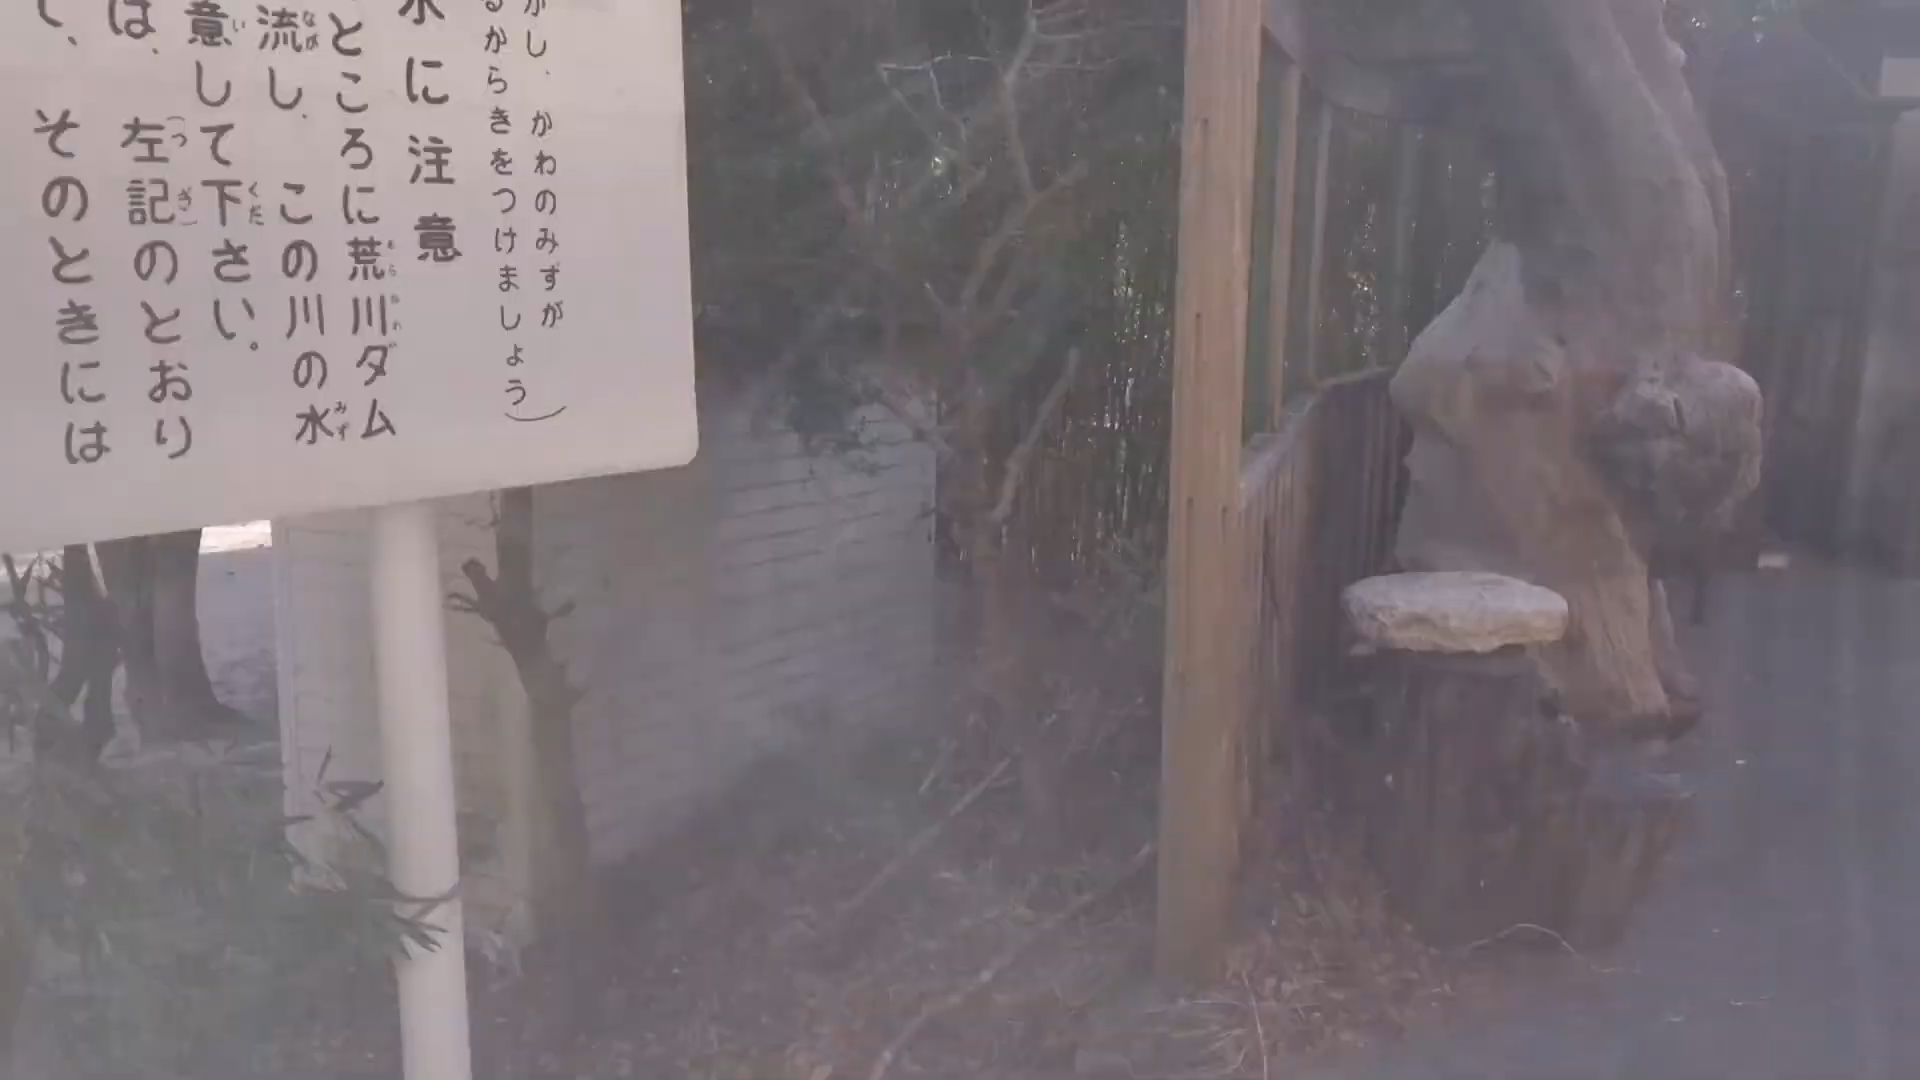 がし、かわのみずが
るからきをつけましょう)
水に注意
ところに荒川ダム
流し、この川の水
意して下さい。
は、左記のとおり
て、そのときには